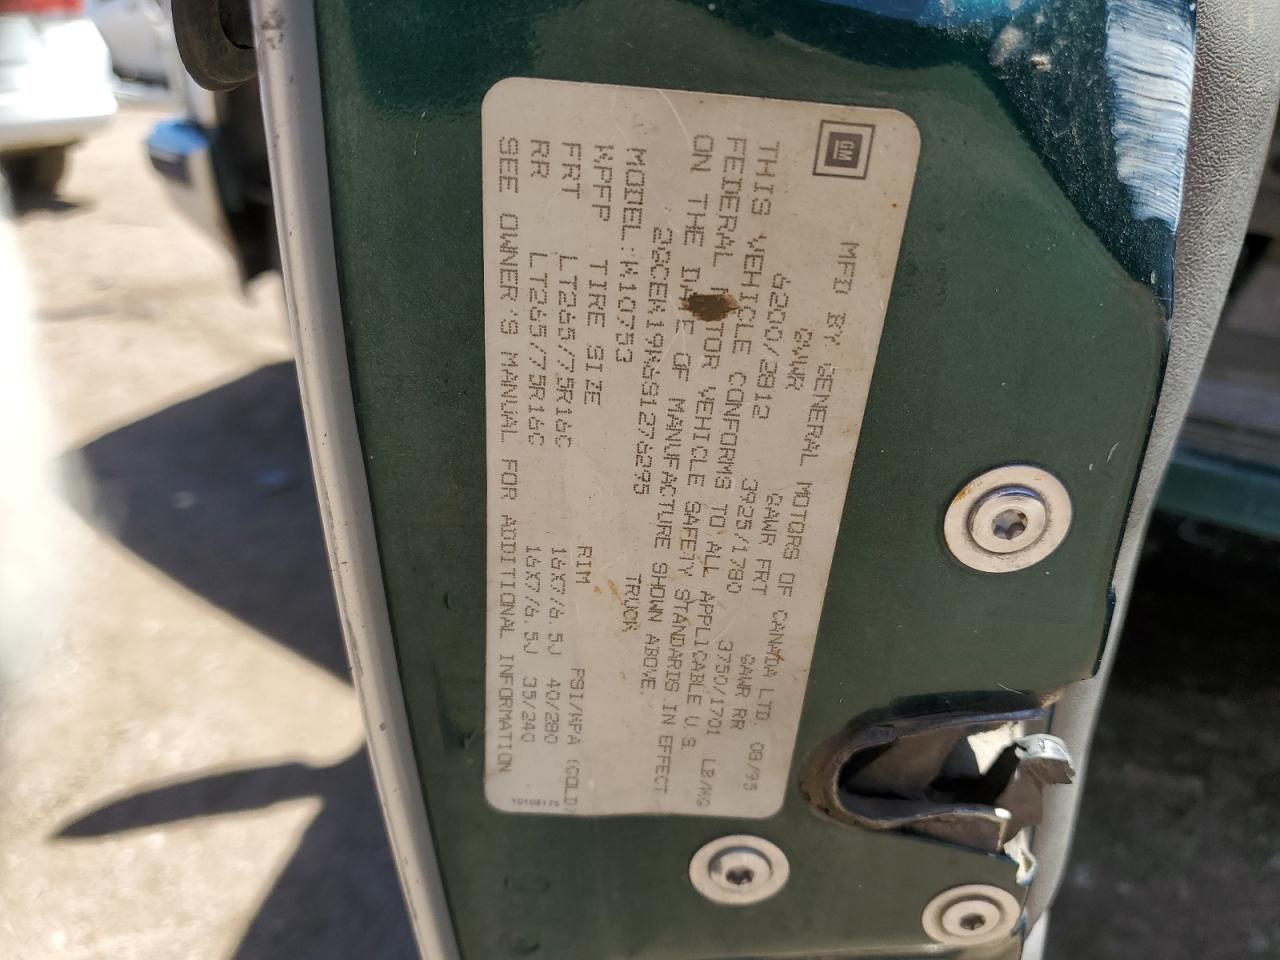 GM
MFD BY GENERAL MOTORS OF CANADA LTD. 08/95
GVWR GAWR FRT GAWR RR
6200/2812 3925/1780 3750/1701 LB/KG
THIS VEHICLE CONFORMS TO ALL APPLICABLE U.S.
FEDERAL MOTOR VEHICLE SAFETY STANDARDS IN EFFECT
ON THE DATE OF MANUFACTURE SHOWN ABOVE.
2GCEK19K6S1276295 TRUCK
MODEL:K10753
TIRE SIZE RIM PSI/KPA (COLD)
FRT LT265/75R16C 16X7/6.5J 40/280
RR LT265/75R16C 16X7/6.5J 35/240
SEE OWNER'S MANUAL FOR ADDITIONAL INFORMATION